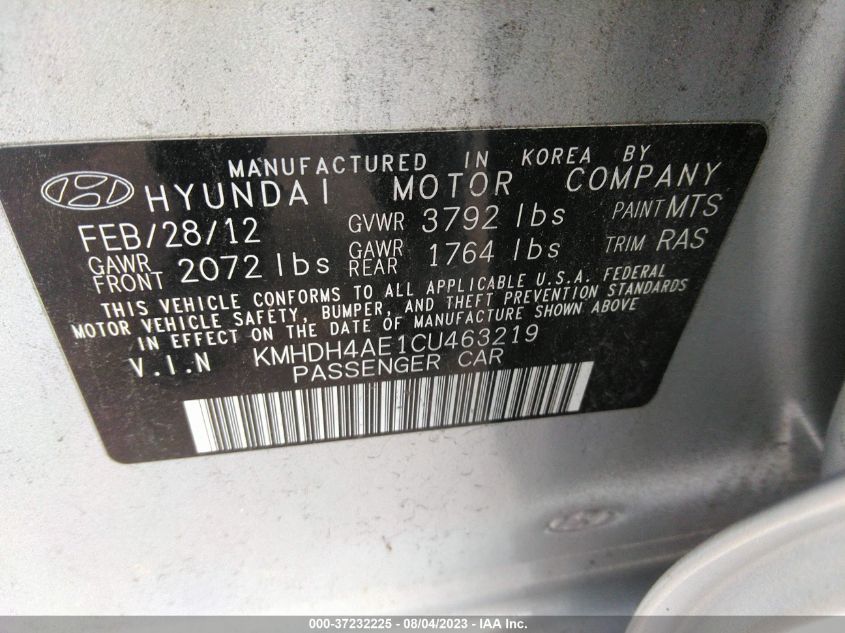 MANUFACTURED IN KOREA BY
HYUNDAI MOTOR COMPANY
FEB/28/12 GVWR 3792 lbs PAINT MTS
GAWR FRONT 2072 lbs GAWR REAR 1764 lbs TRIM RAS
THIS VEHICLE CONFORMS TO ALL APPLICABLE U.S.A. FEDERAL
MOTOR VEHICLE SAFETY, BUMPER, AND THEFT PREVENTION STANDARDS
IN EFFECT ON THE DATE OF MANUFACTURE SHOWN ABOVE
V.I.N KMHDH4AE1CU463219
PASSENGER CAR
000-37232225 - 08/04/2023 - IAA Inc.